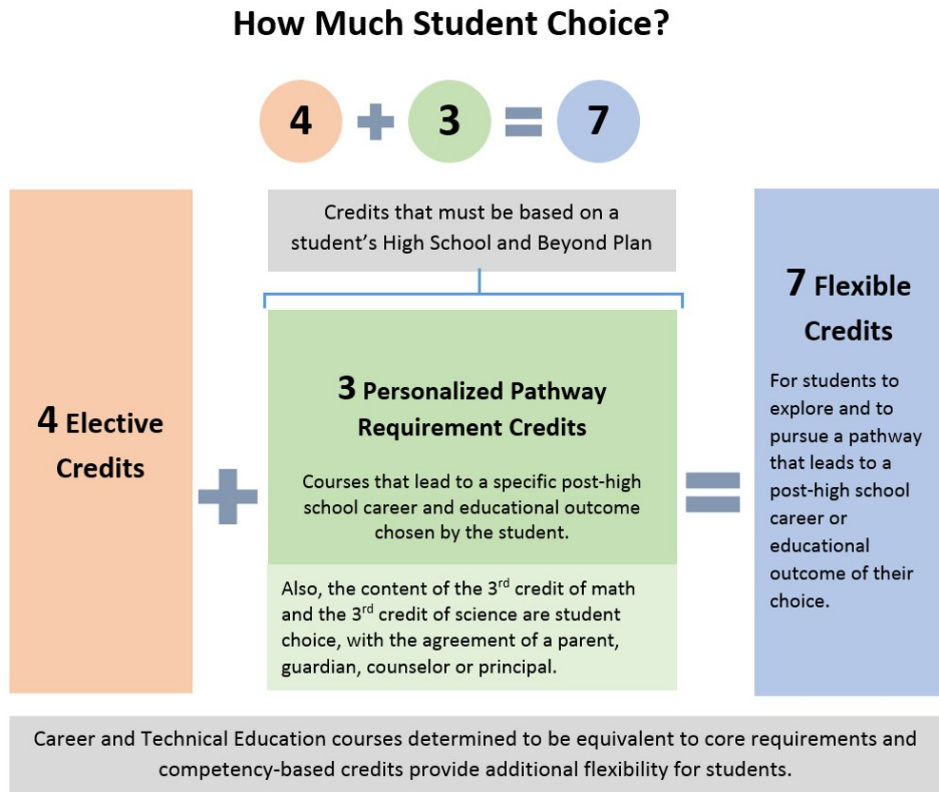 How Much Student Choice?
4 + 3 = 7
Credits that must be based on a
student's High School and Beyond Plan
4 Elective
Credits
+
3 Personalized Pathway
Requirement Credits
Courses that lead to a specific post-high
school career and educational outcome
chosen by the student.
Also, the content of the 3rd credit of math
and the 3rd credit of science are student
choice, with the agreement of a parent,
guardian, counselor or principal.
=
7 Flexible
Credits
For students to
explore and to
pursue a pathway
that leads to a
post-high school
career or
educational
outcome of their
choice.
Career and Technical Education courses determined to be equivalent to core requirements and
competency-based credits provide additional flexibility for students.